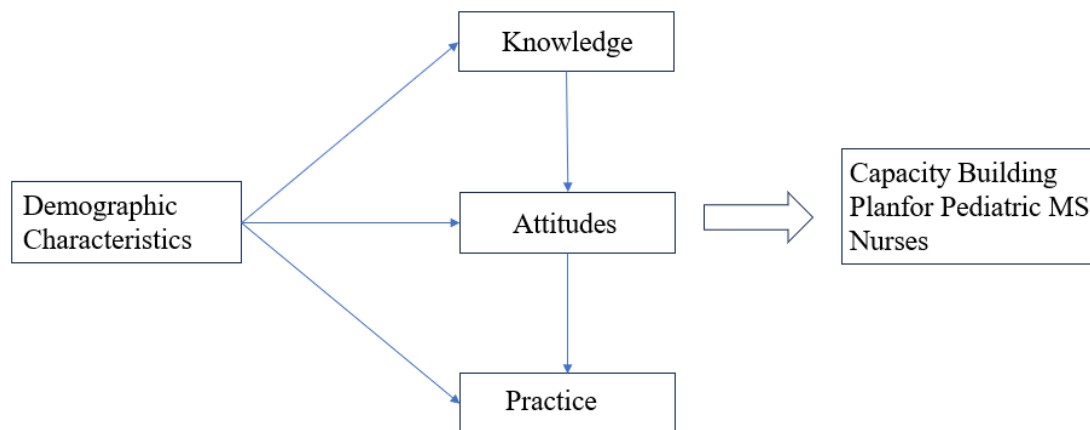 Knowledge
Demographic
Characteristics
Attitudes
Capacity Building
Planfor Pediatric MS
Nurses
Practice